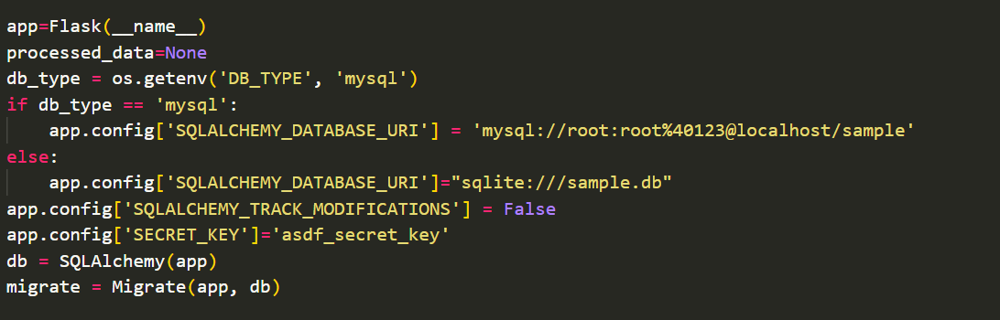 app=Flask(__name__)
processed_data=None
db_type = os.getenv('DB_TYPE', 'mysql')
if db_type == 'mysql':
    app.config['SQLALCHEMY_DATABASE_URI'] = 'mysql://root:root%40123@localhost/sample'
else:
    app.config['SQLALCHEMY_DATABASE_URI']="sqlite:///sample.db"
app.config['SQLALCHEMY_TRACK_MODIFICATIONS'] = False
app.config['SECRET_KEY']='asdf_secret_key'
db = SQLAlchemy(app)
migrate = Migrate(app, db)